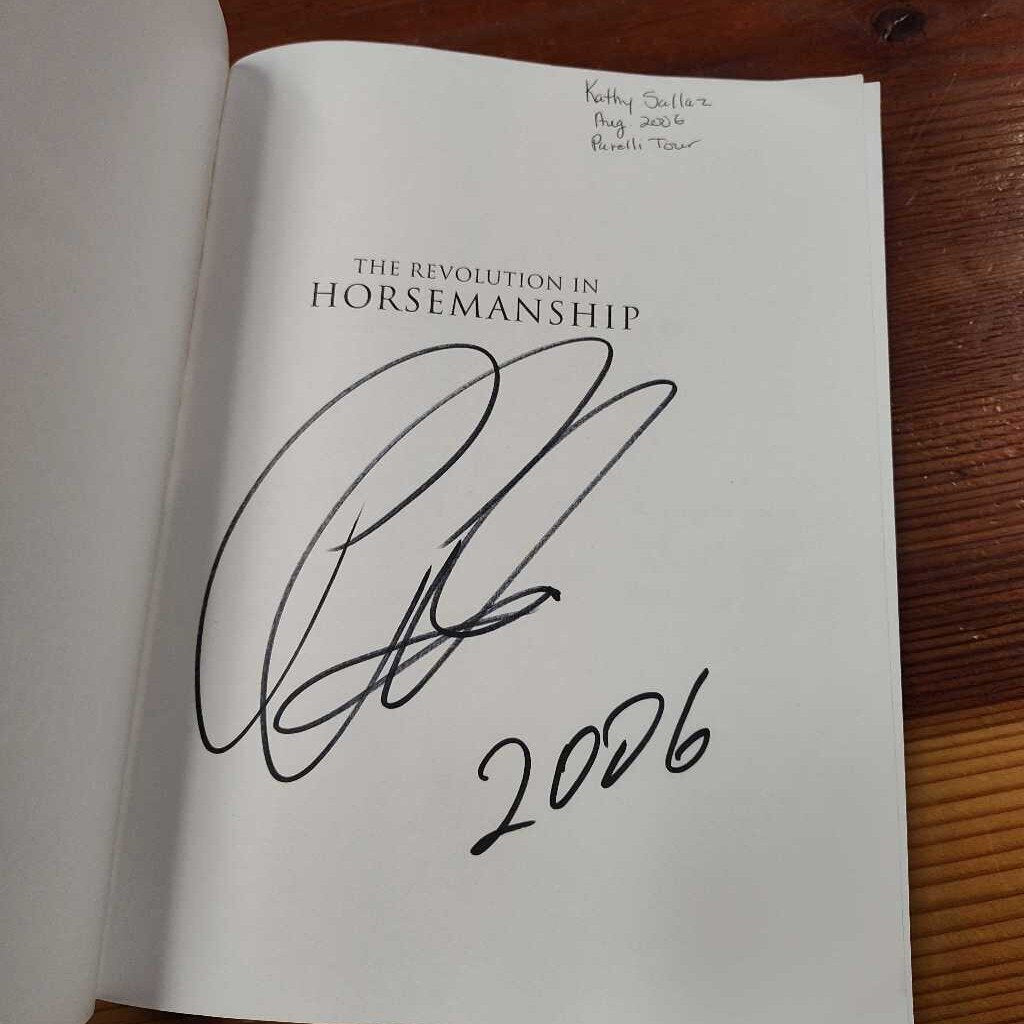 Kathy Sallaz
Aug 2006
Parelli Tour
THE REVOLUTION IN
HORSEMANSHIP
2006